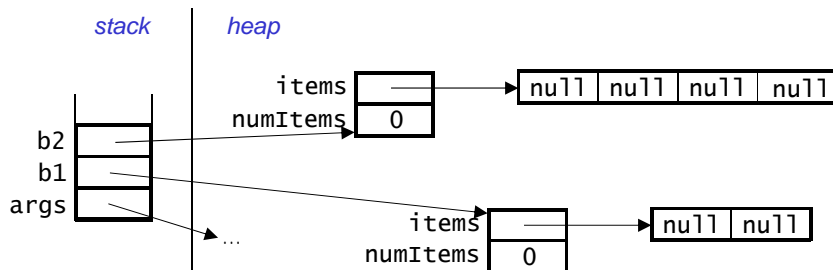 stack heap
items null null null null
numItems 0
b2
b1
args
items null null
...
numItems 0